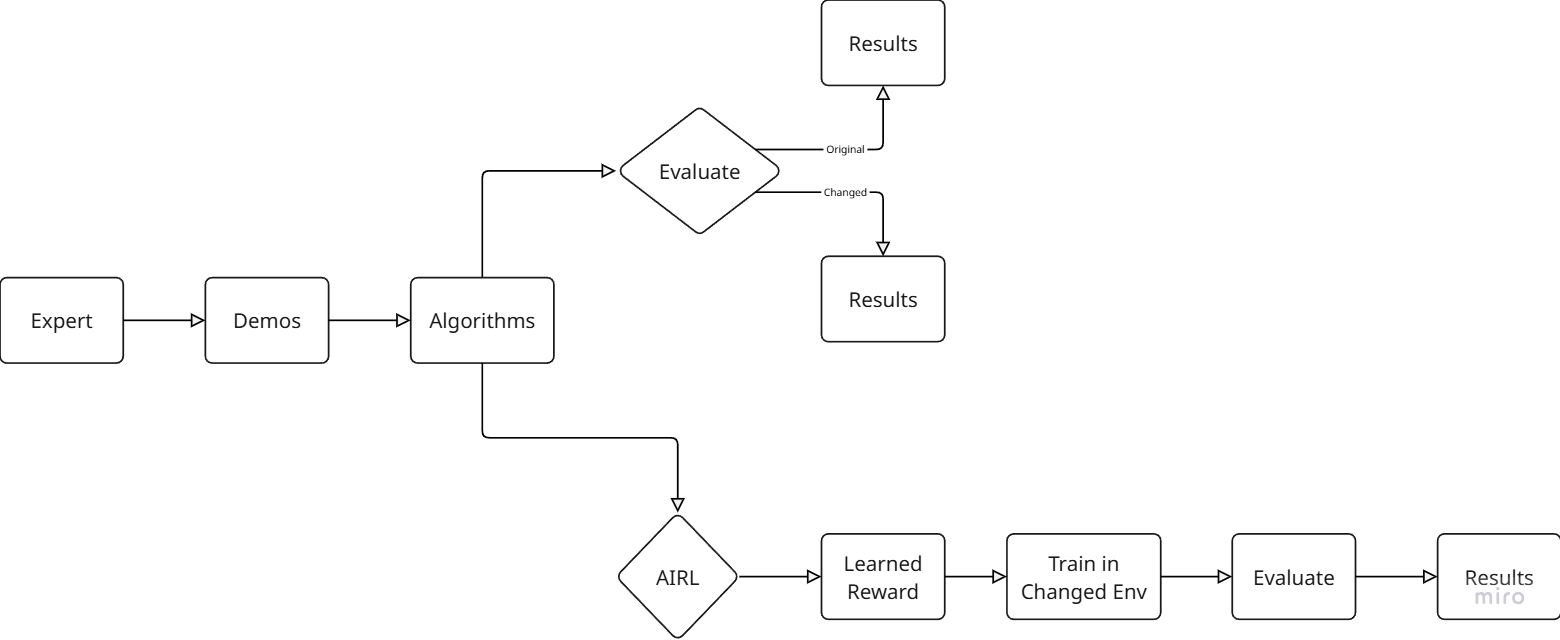 Results
Original
Evaluate
Changed
Results
Expert
Demos
Algorithms
AIRL
Learned
Reward
Train in
Changed Env
Evaluate
Results
miro